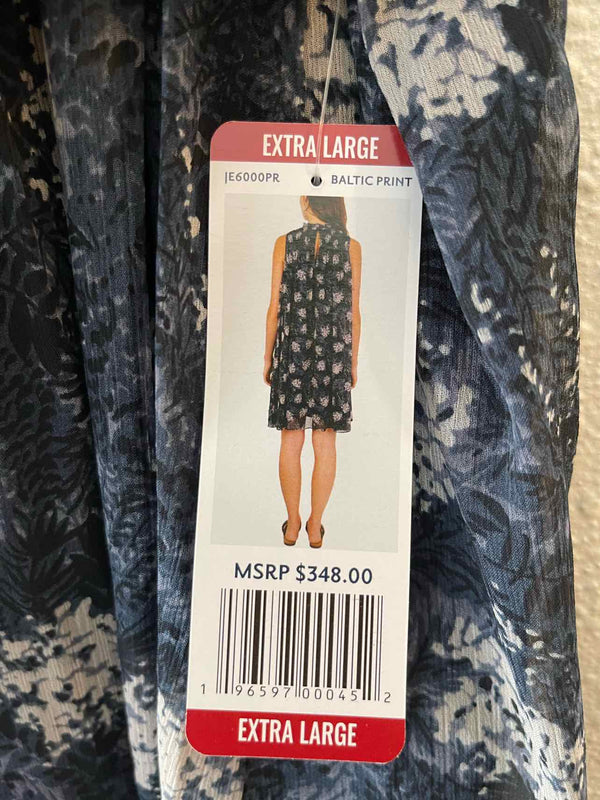 EXTRA LARGE
JE6000PR BALTIC PRINT
MSRP $348.00
1 96597 00045 2
EXTRA LARGE